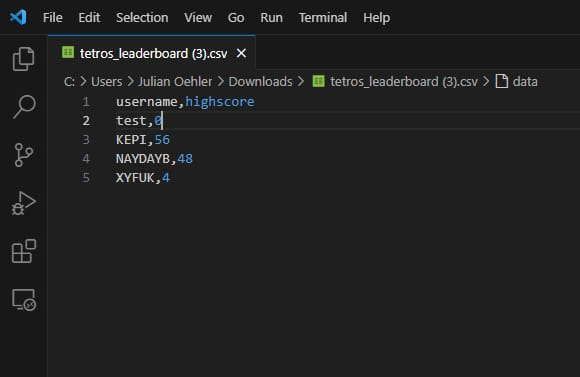 File Edit Selection View Go Run Terminal Help
tetros_leaderboard (3).csv
C: > Users > Julian Oehler > Downloads > tetros_leaderboard (3).csv > data
1 username,highscore
2 test,0
3 KEPI,56
4 NAYDAYB,48
5 XYFUK,4